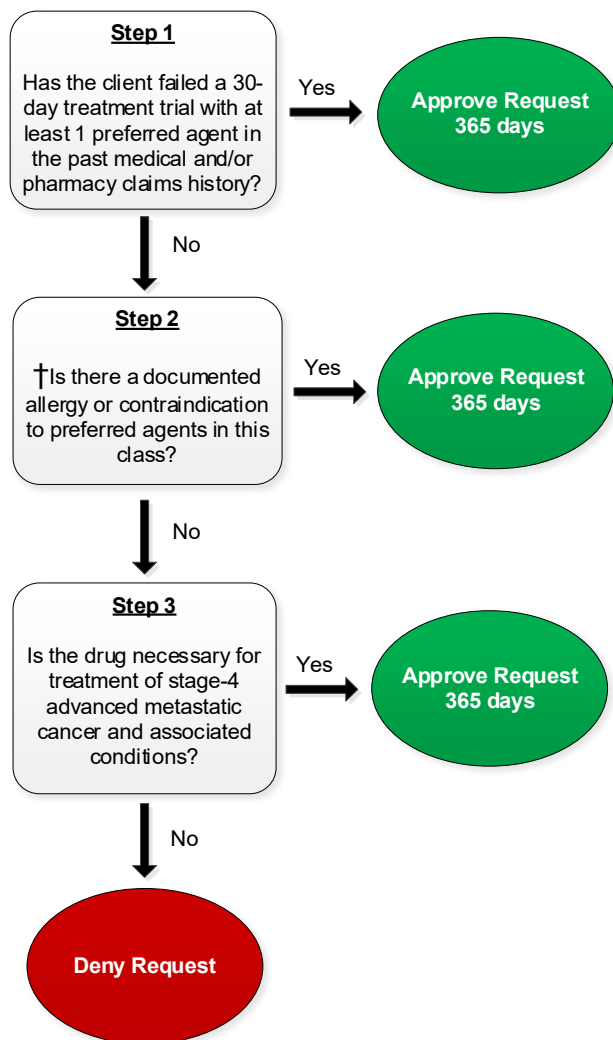 Step 1
Has the client failed a 30-
day treatment trial with at
least 1 preferred agent in
the past medical and/or
pharmacy claims history?
Yes
Approve Request
365 days
No
Step 2
†Is there a documented
allergy or contraindication
to preferred agents in this
class?
Yes
Approve Request
365 days
No
Step 3
Is the drug necessary for
treatment of stage-4
advanced metastatic
cancer and associated
conditions?
Yes
Approve Request
365 days
No
Deny Request